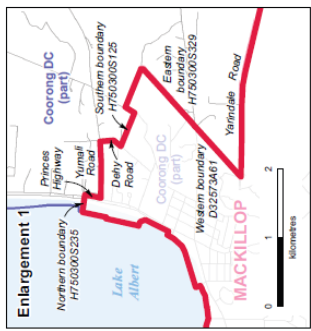 Enlargement 1
Northern boundary
H750300S235
Princes
Highway
Yumali
Road
Dehy
Road
Southern boundary
H750300S125
Coorong DC
(part)
Eastern
boundary
H750300S329
Yarindale Road
Coorong DC
(part)
Western boundary
D32573A61
Lake
Albert
MACKILLOP
0 1 2
kilometres